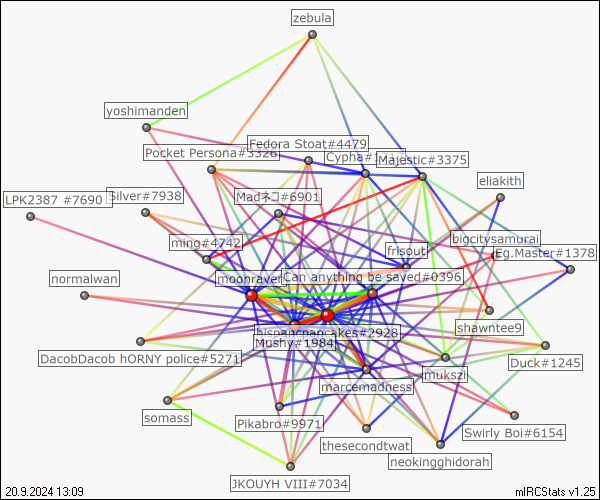 zebula
yoshimanden
Fedora Stoat#4479
Pocket Persona#3326
Cypha
Majestic#3375
eliakith
LPK2387 #7690
Silver#7938
Madネコ#6901
bigcitysamurai
ming#4742
frisout
Eg.Master#1378
normalwan
moonraven
Can anything be saved#0396
hispancpancakes#2928
shawntee9
Mushy#1984
DacobDacob hORNY police#5271
Duck#1245
marcemadness
mukszi
somass
Pikabro#9971
Swirly Boi#6154
thesecondtwat
neokingghidorah
JKOUYH VIII#7034
20.9.2024 13:09
mIRCStats v1.25